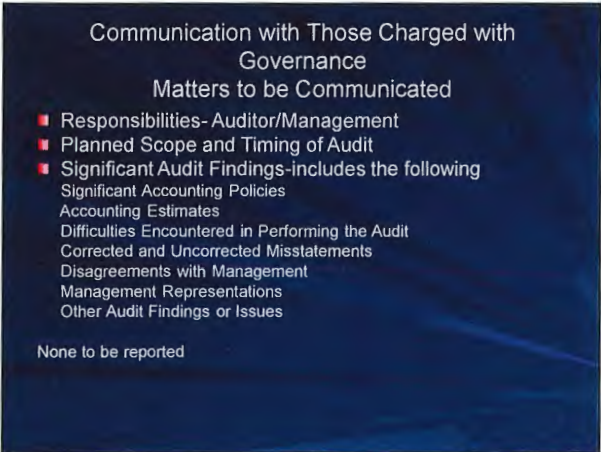 Communication with Those Charged with
Governance
Matters to be Communicated
Responsibilities- Auditor/Management
Planned Scope and Timing of Audit
Significant Audit Findings-includes the following
Significant Accounting Policies
Accounting Estimates
Difficulties Encountered in Performing the Audit
Corrected and Uncorrected Misstatements
Disagreements with Management
Management Representations
Other Audit Findings or Issues
None to be reported